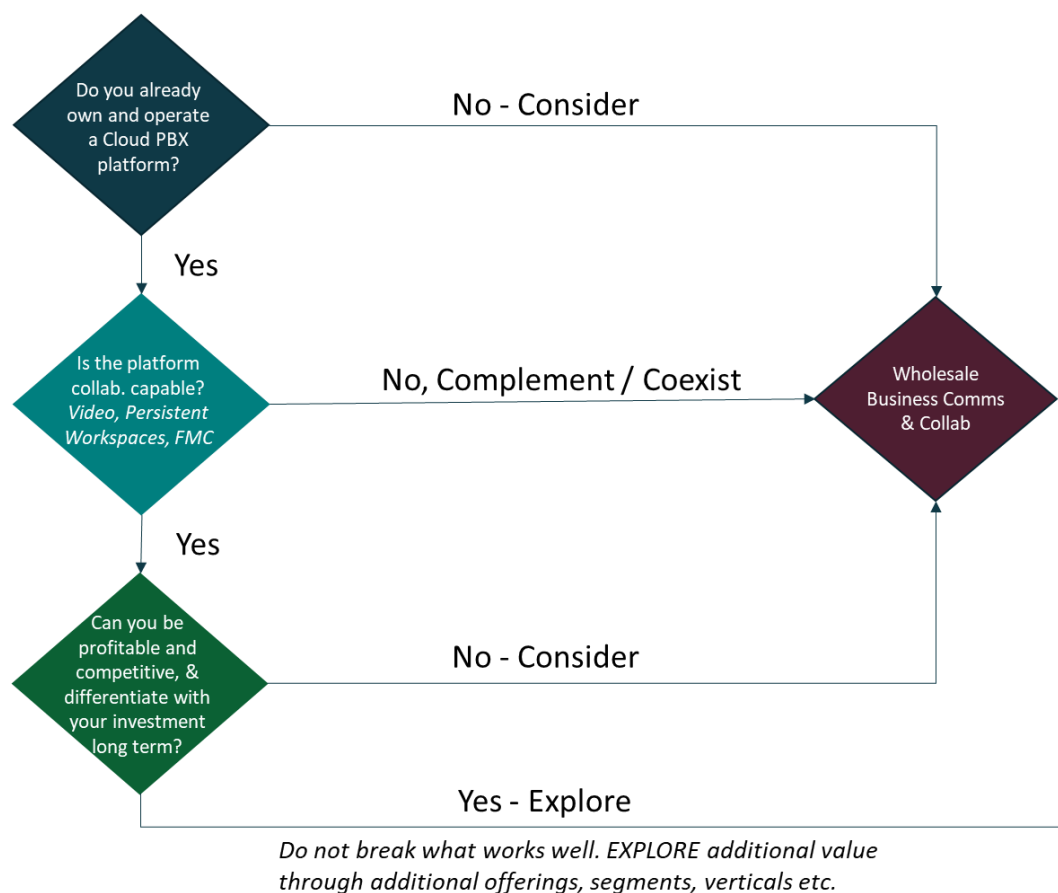 Do you already
own and operate
a Cloud PBX
platform?
No - Consider
Yes
Is the platform
collab. capable?
Video, Persistent
Workspaces, FMC
No, Complement / Coexist
Wholesale
Business Comms
& Collab
Yes
Can you be
profitable and
competitive, &
differentiate with
your investment
long term?
No - Consider
Yes - Explore
Do not break what works well. EXPLORE additional value
through additional offerings, segments, verticals etc.